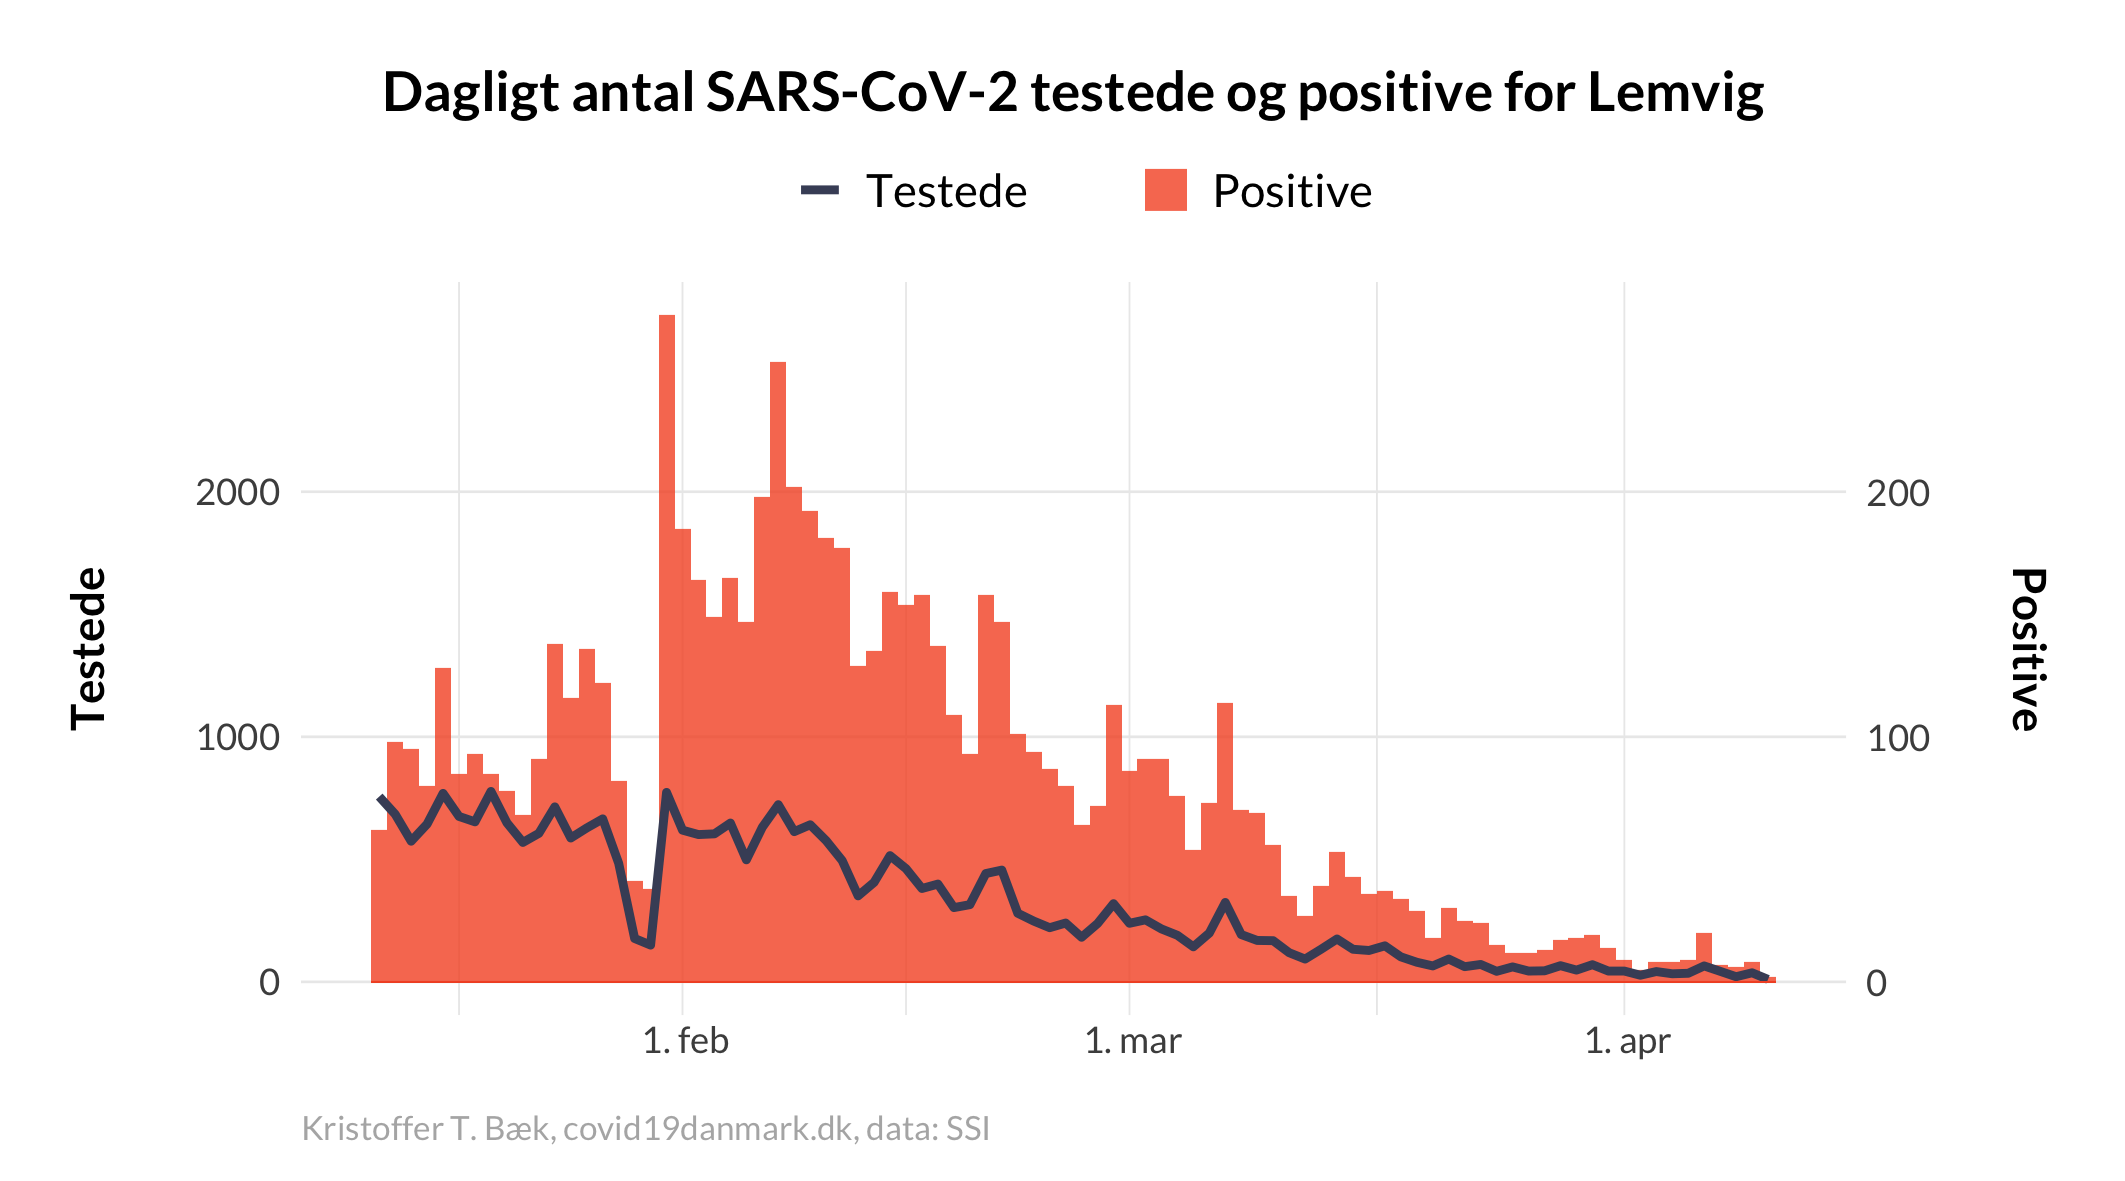 Dagligt antal SARS-CoV-2 testede og positive for Lemvig
Testede
Positive
2000
1000
0
Testede
200
100
0
Positive
1. feb
1. mar
1. apr
Kristoffer T. Bæk, covid19danmark.dk, data: SSI